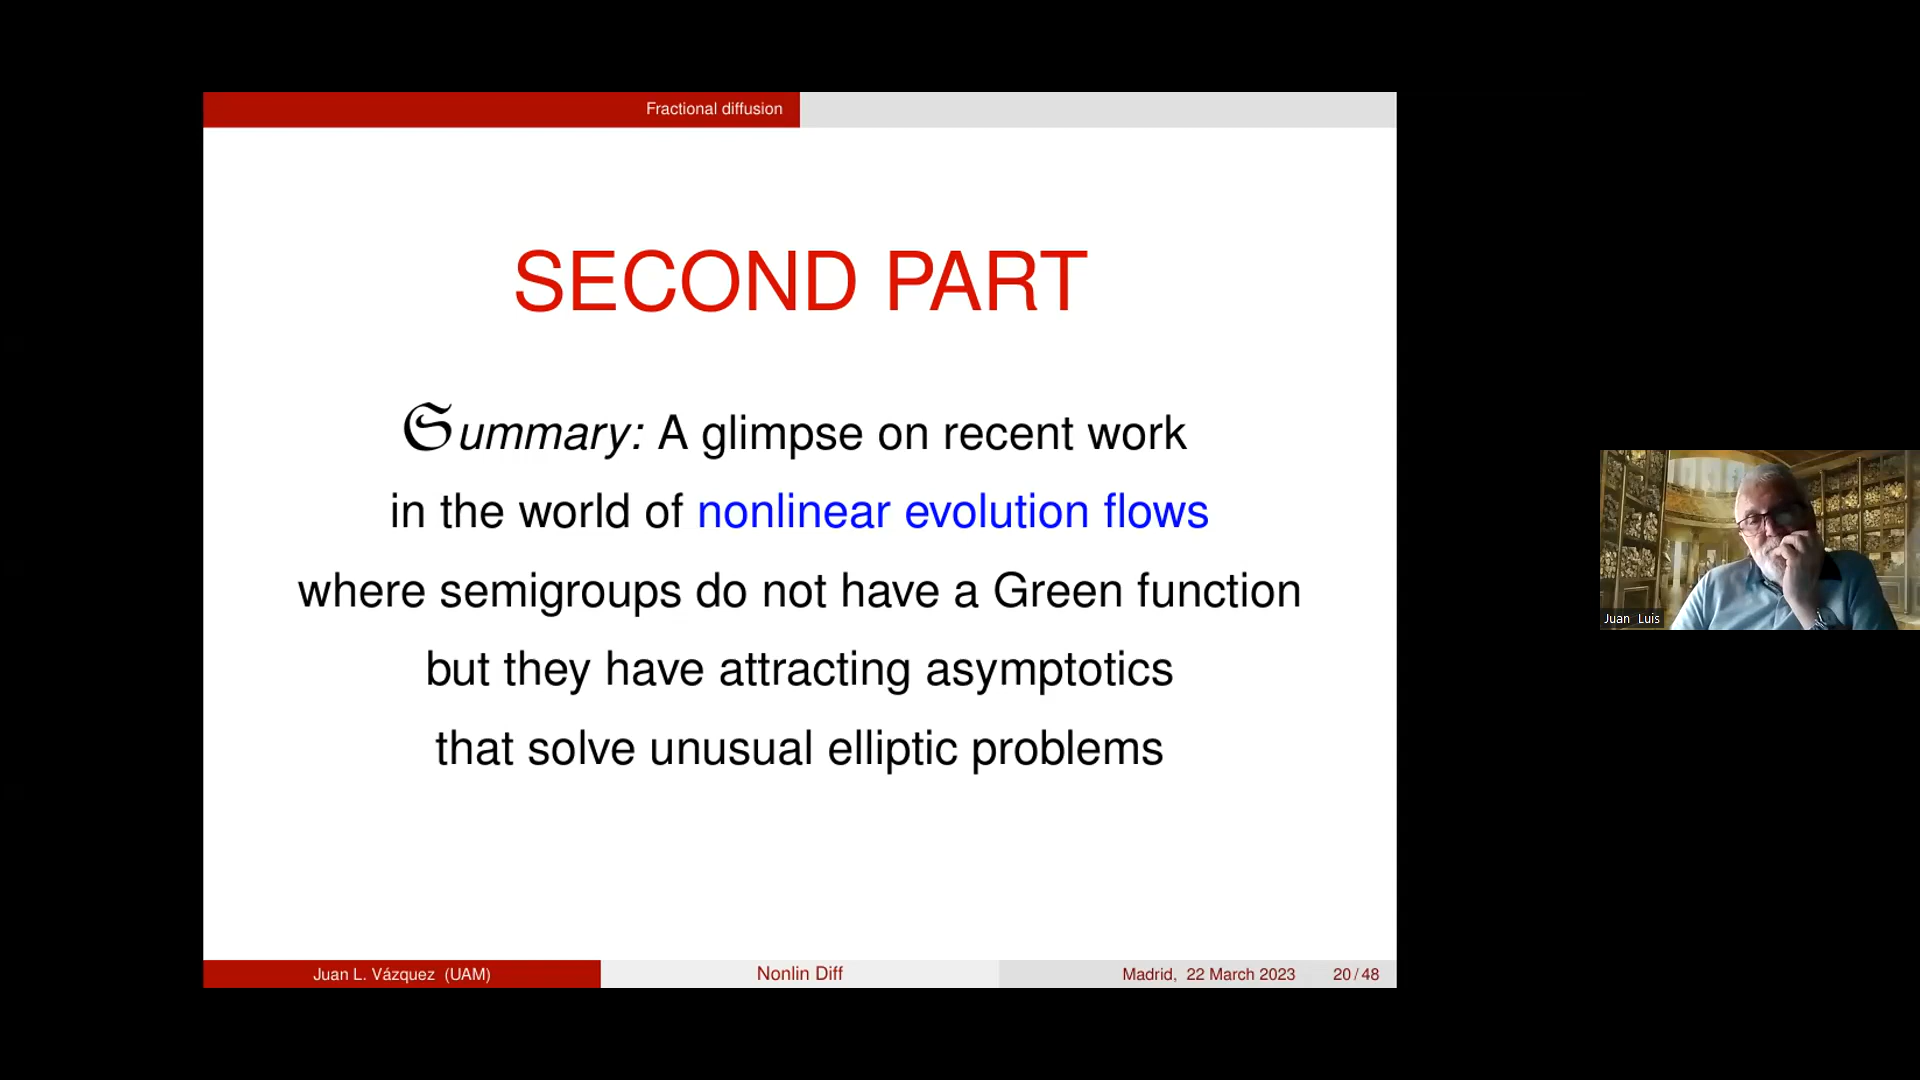 Fractional diffusion
SECOND PART
Summary: A glimpse on recent work
in the world of nonlinear evolution flows
where semigroups do not have a Green function
but they have attracting asymptotics
that solve unusual elliptic problems
Juan Luis
Juan L. Vázquez (UAM)
Nonlin Diff
Madrid, 22 March 2023
20 / 48